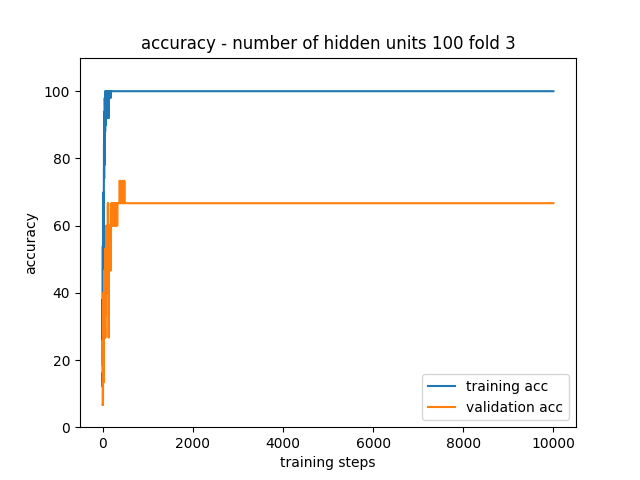 accuracy - number of hidden units 100 fold 3
100
80
60
40
20
0
accuracy
0 2000 4000 6000 8000 10000
training steps
training acc
validation acc